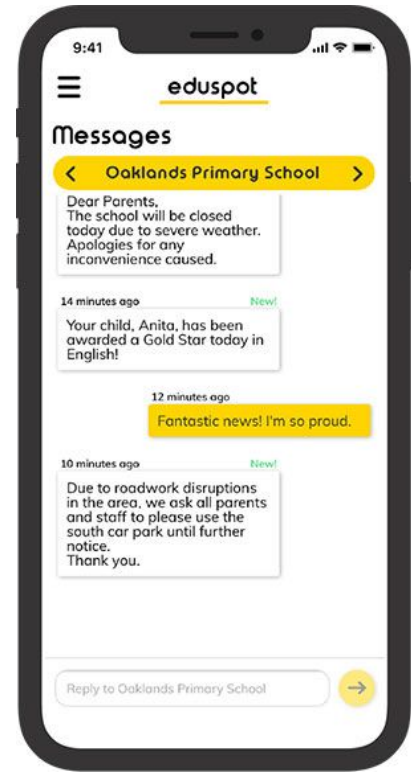 9:41
eduspot
Messages
Oaklands Primary School
Dear Parents,
The school will be closed
today due to severe weather.
Apologies for any
inconvenience caused.
14 minutes ago New!
Your child, Anita, has been
awarded a Gold Star today in
English!
12 minutes ago
Fantastic news! I'm so proud.
10 minutes ago New!
Due to roadwork disruptions
in the area, we ask all parents
and staff to please use the
south car park until further
notice.
Thank you.
Reply to Oaklands Primary School